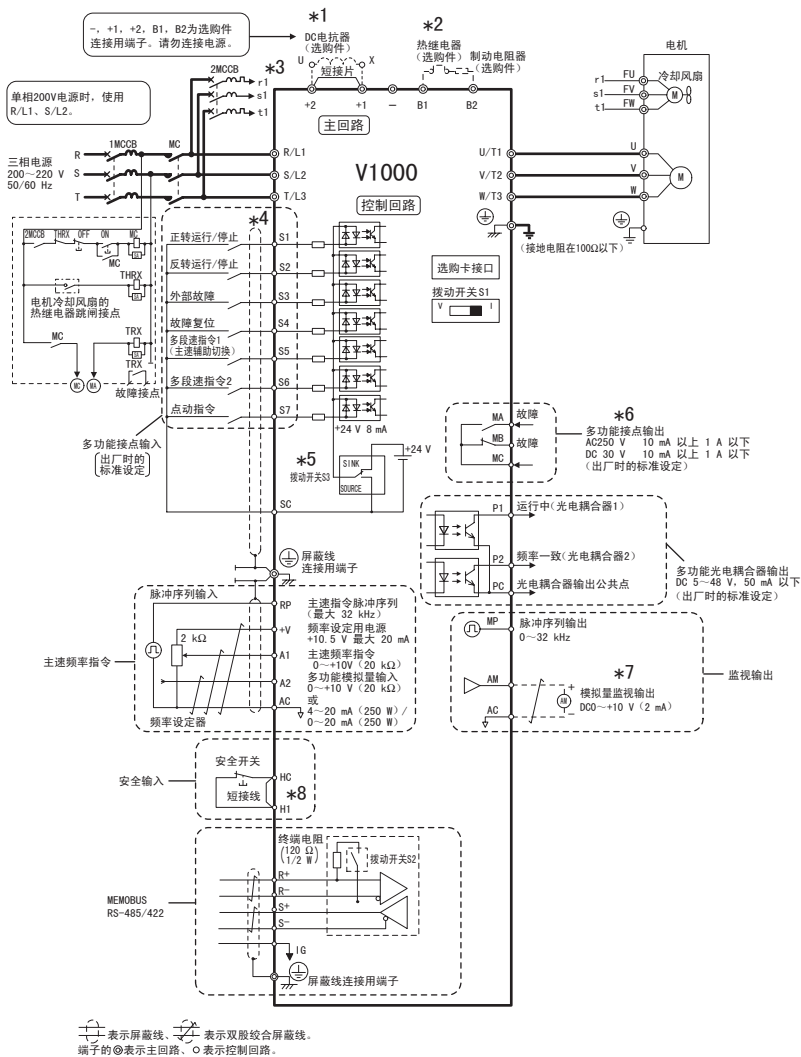 -, +1, +2, B1, B2为选购件
连接用端子。请勿连接电源。
*1
DC电抗器
(选购件)
U
X
短接片
*2
热继电器
(选购件)
制动电阻器
(选购件)
电机
单相200V电源时, 使用
R/L1、S/L2。
2MCCB
*3
r1
s1
t1
+2
+1
-
B1
B2
主回路
r1
FU
s1
FV
t1
FW
冷却风扇
M
三相电源
200～220 V
50/60 Hz
R
S
T
1MCCB
MC
R/L1
S/L2
T/L3
V1000
控制回路
U/T1
V/T2
W/T3
U
V
W
M
(接地电阻在100Ω以下)
2MCCB
THRX
OFF
ON
MC
SA
MC
THRX
SA
电机冷却风扇的
热继电器跳闸接点
MC
TRX
SA
TRX
MC
MA
故障接点
*4
正转运行/停止
S1
反转运行/停止
S2
外部故障
S3
故障复位
S4
多段速指令1
(主速辅助切换)
S5
多段速指令2
S6
点动指令
S7
+24 V 8 mA
多功能接点输入
(出厂时的
标准设定)
*5
拨动开关S3
SINK
SOURCE
+24 V
SC
选购卡接口
拨动开关S1
V
I
MA
故障
MB
故障
MC
*6
多功能接点输出
AC250 V 10 mA 以上 1 A 以下
DC 30 V 10 mA 以上 1 A 以下
(出厂时的标准设定)
P1
运行中(光电耦合器1)
P2
频率一致(光电耦合器2)
PC
光电耦合器输出公共点
多功能光电耦合器输出
DC 5～48 V, 50 mA 以下
(出厂时的标准设定)
屏蔽线
连接用端子
主速频率指令
脉冲序列输入
2 kΩ
频率设定器
RP
主速指令脉冲序列
(最大 32 kHz)
+V
频率设定用电源
+10.5 V 最大 20 mA
A1
主速频率指令
0～+10V (20 kΩ)
A2
多功能模拟量输入
0～+10 V (20 kΩ)
AC
或
4～20 mA (250 W)/
0～20 mA (250 W)
MP
脉冲序列输出
0～32 kHz
*7
AM
AM
+
-
模拟量监视输出
DC0～+10 V (2 mA)
AC
监视输出
安全输入
安全开关
短接线
HC
H1
*8
MEMOBUS
RS-485/422
终端电阻
(120 Ω
1/2 W)
拨动开关S2
R+
R-
S+
S-
IG
屏蔽线连接用端子
表示屏蔽线、 表示双股绞合屏蔽线。
端子的◎表示主回路、○表示控制回路。